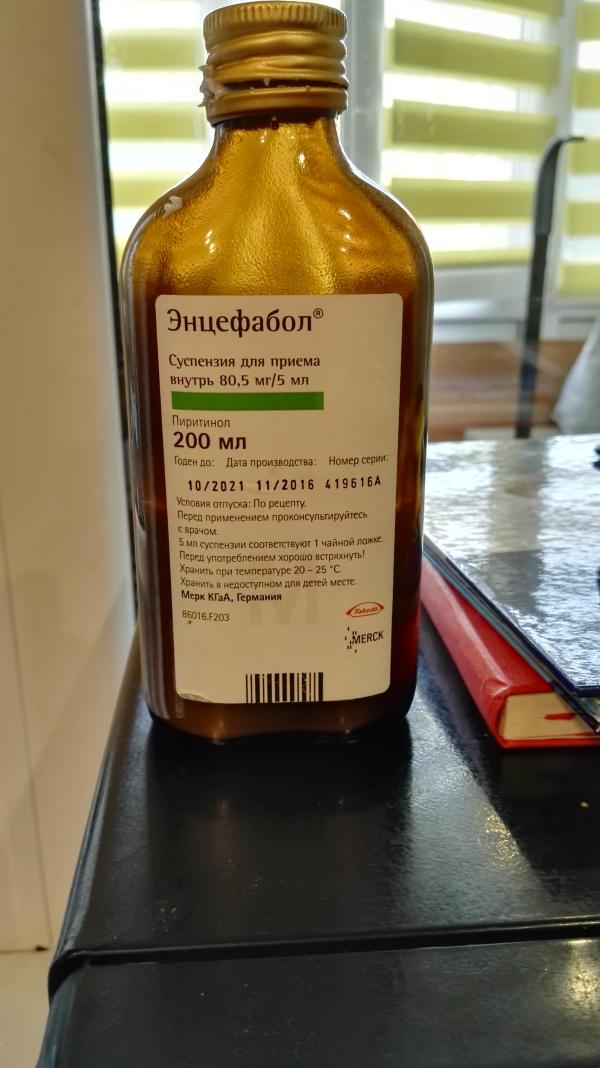 Энцефабол®
Суспензия для приема
внутрь 80,5 мг/5 мл
Пиритинол
200 мл
Годен до: Дата производства: Номер серии:
10/2021 11/2016 419616A
Условия отпуска: По рецепту.
Перед применением проконсультируйтесь
с врачом.
5 мл суспензии соответствуют 1 чайной ложке.
Перед употреблением хорошо встряхнуть!
Хранить при температуре 20 – 25 °C.
Хранить в недоступном для детей месте.
Мерк КГаА, Германия
86016.F203
Takeda
MERCK